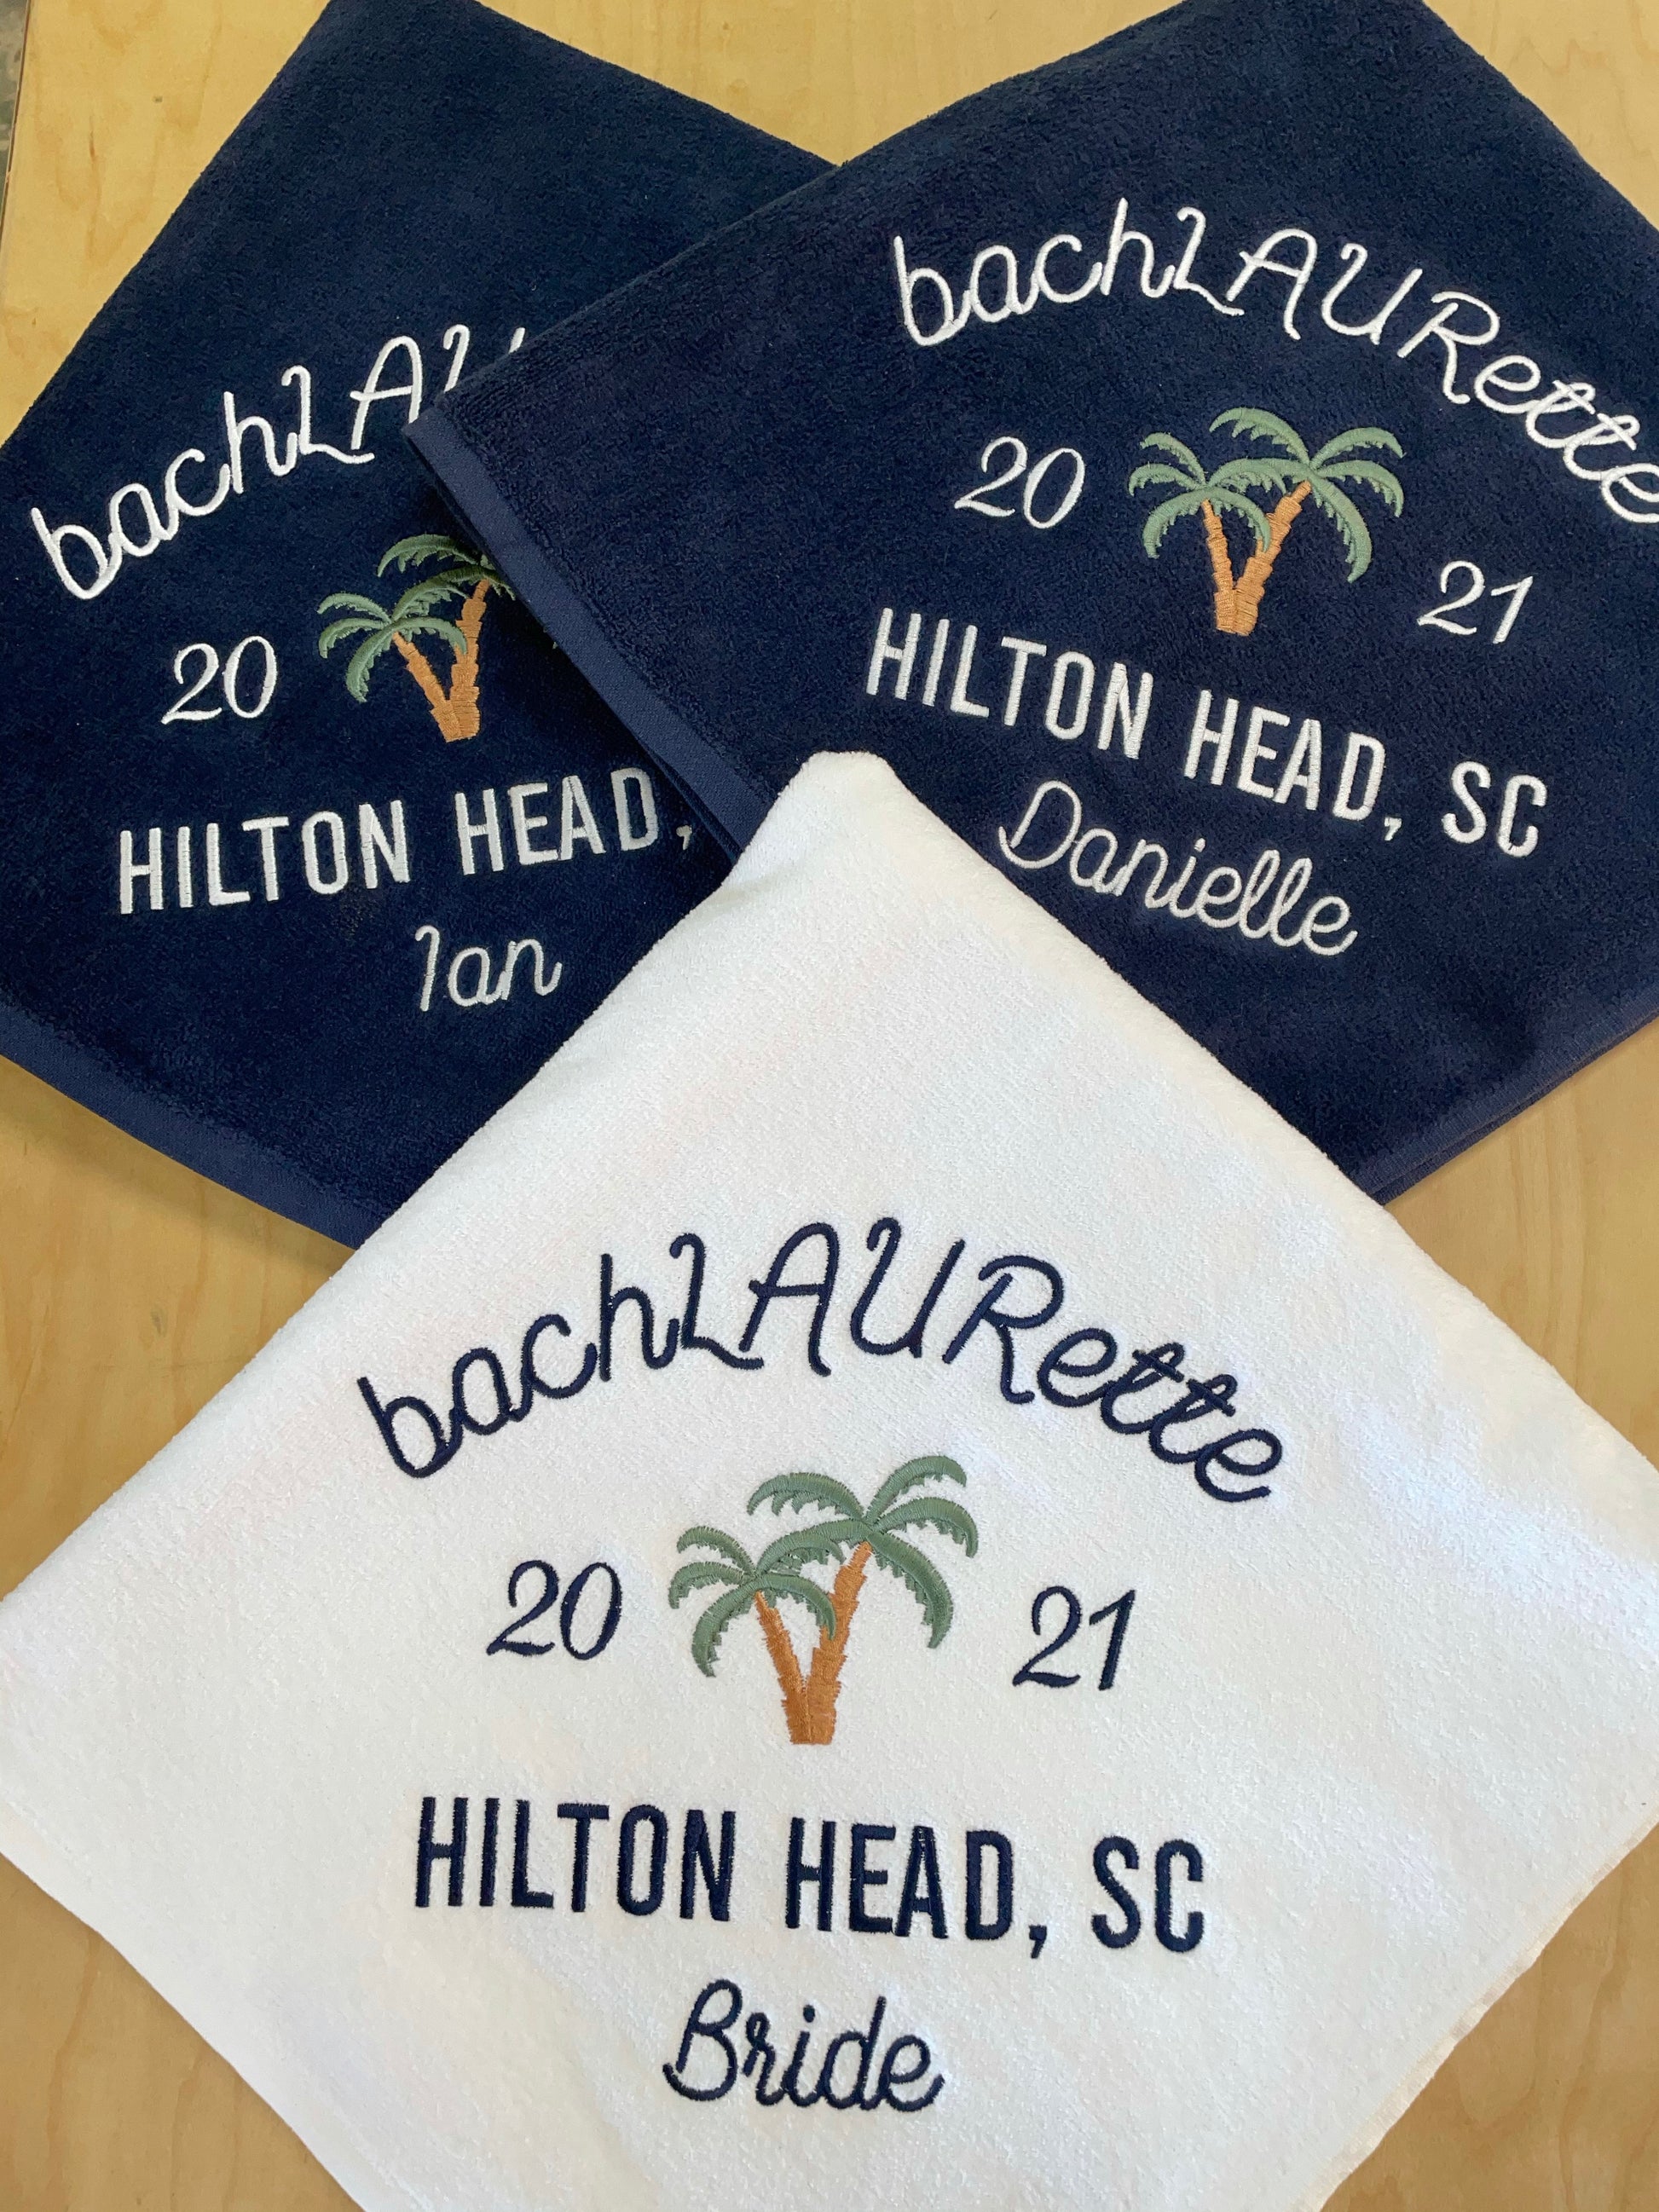 bachLAU
20
HILTON HEAD,
Ian
bachLAURette
20 21
HILTON HEAD, SC
Danielle
bachLAURette
20 21
HILTON HEAD, SC
Bride